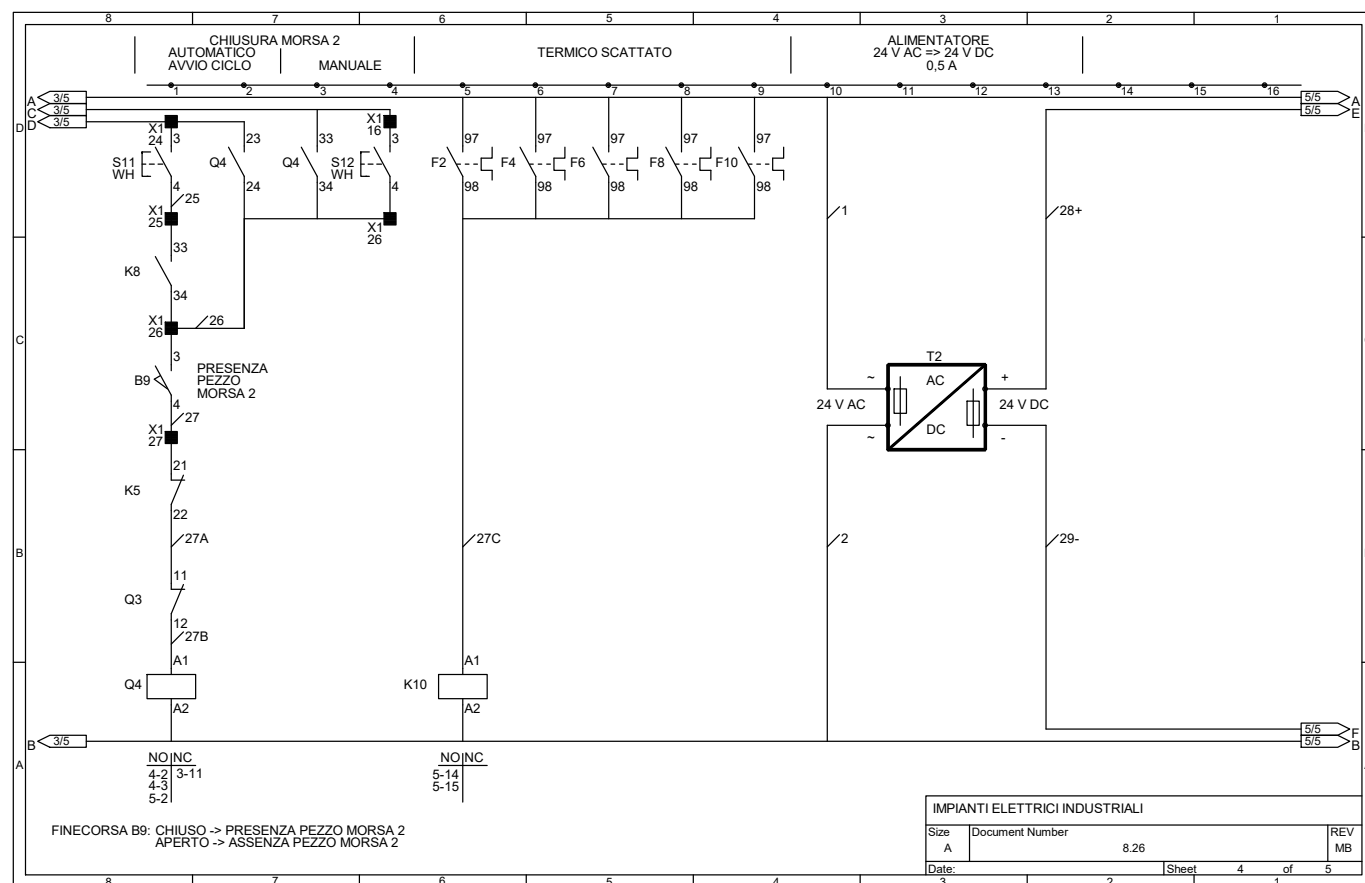 8 7 6 5 4 3 2 1
CHIUSURA MORSA 2
AUTOMATICO
AVVIO CICLO
MANUALE
TERMICO SCATTATO
ALIMENTATORE
24 V AC => 24 V DC
0,5 A
1 2 3 4 5 6 7 8 9 10 11 12 13 14 15 16
A 3/5
C 3/5
D 3/5
5/5 A
5/5 E
D
X1
24
3
S11
WH
4
25
X1
25
23
Q4
24
33
Q4
34
X1
16
3
S12
WH
4
X1
26
97
F2
98
97
F4
98
97
F6
98
97
F8
98
97
F10
98
1
28+
33
K8
34
X1
26
26
C
3
B9
4
PRESENZA
PEZZO
MORSA 2
27
X1
27
T2
~ AC +
24 V AC
24 V DC
~ DC -
21
K5
22
27A
27C
2
29-
B
11
Q3
12
27B
A1
Q4
A2
A1
K10
A2
B 3/5
5/5 F
5/5 B
A
NO NC
4-2 3-11
4-3
5-2
NO NC
5-14
5-15
FINECORSA B9: CHIUSO -> PRESENZA PEZZO MORSA 2
APERTO -> ASSENZA PEZZO MORSA 2
IMPIANTI ELETTRICI INDUSTRIALI
Size Document Number REV
A 8.26 MB
Date: Sheet 4 of 5
8 7 6 5 4 3 2 1